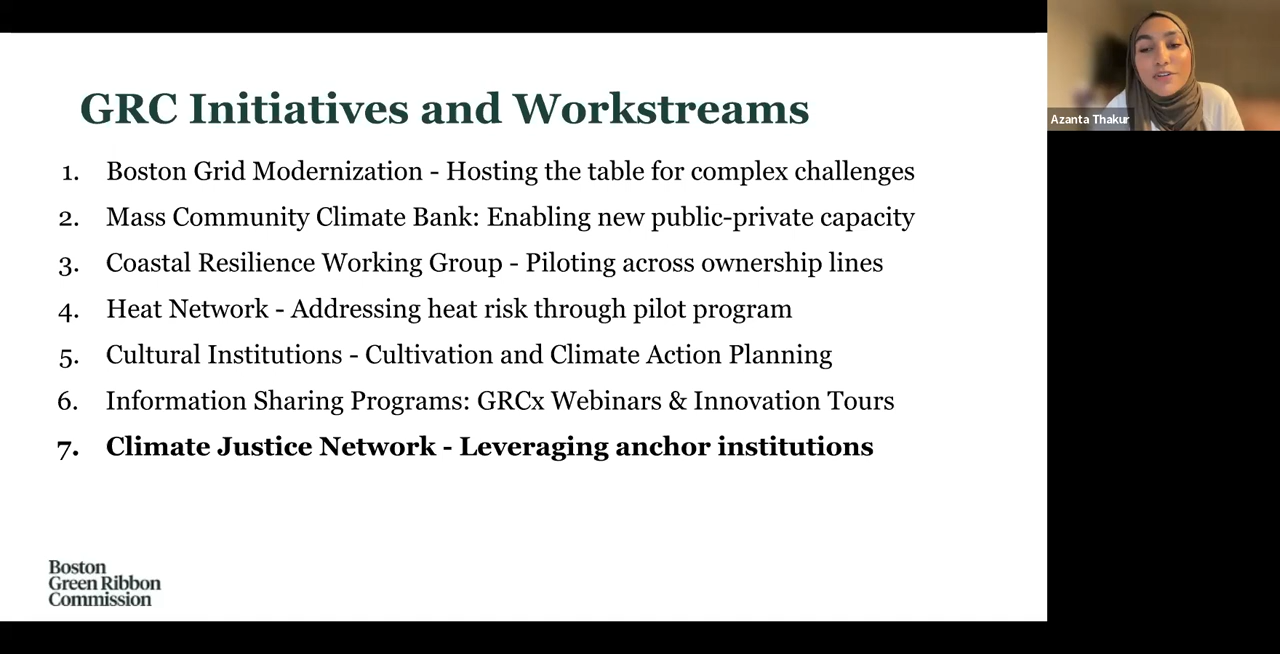 GRC Initiatives and Workstreams
1. Boston Grid Modernization - Hosting the table for complex challenges
2. Mass Community Climate Bank: Enabling new public-private capacity
3. Coastal Resilience Working Group - Piloting across ownership lines
4. Heat Network - Addressing heat risk through pilot program
5. Cultural Institutions - Cultivation and Climate Action Planning
6. Information Sharing Programs: GRCx Webinars & Innovation Tours
7. Climate Justice Network - Leveraging anchor institutions
Boston
Green Ribbon
Commission
Azanta Thakur